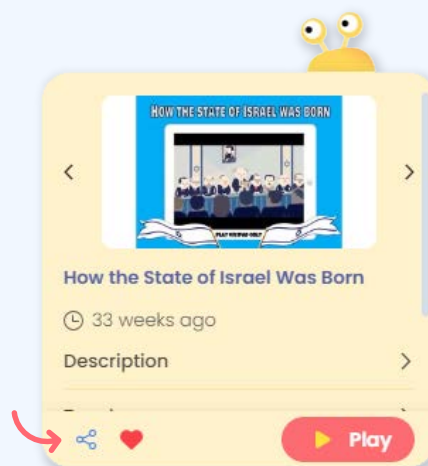 HOW THE STATE OF ISRAEL WAS BORN
How the State of Israel Was Born
33 weeks ago
Description
Play